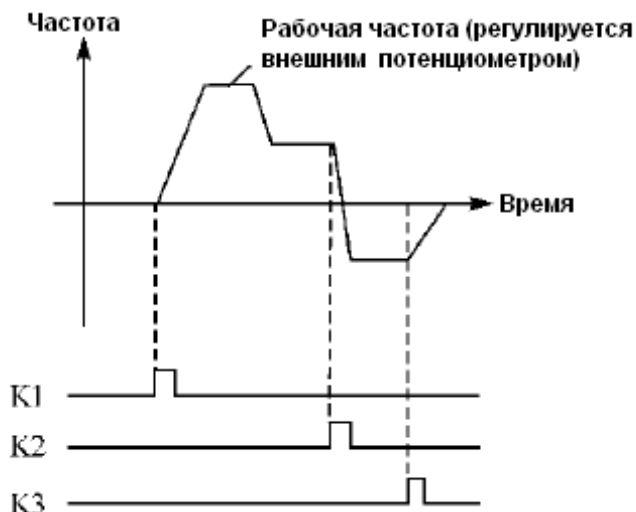 Частота
Рабочая частота (регулируется
внешним потенциометром)
Время
K1
K2
K3